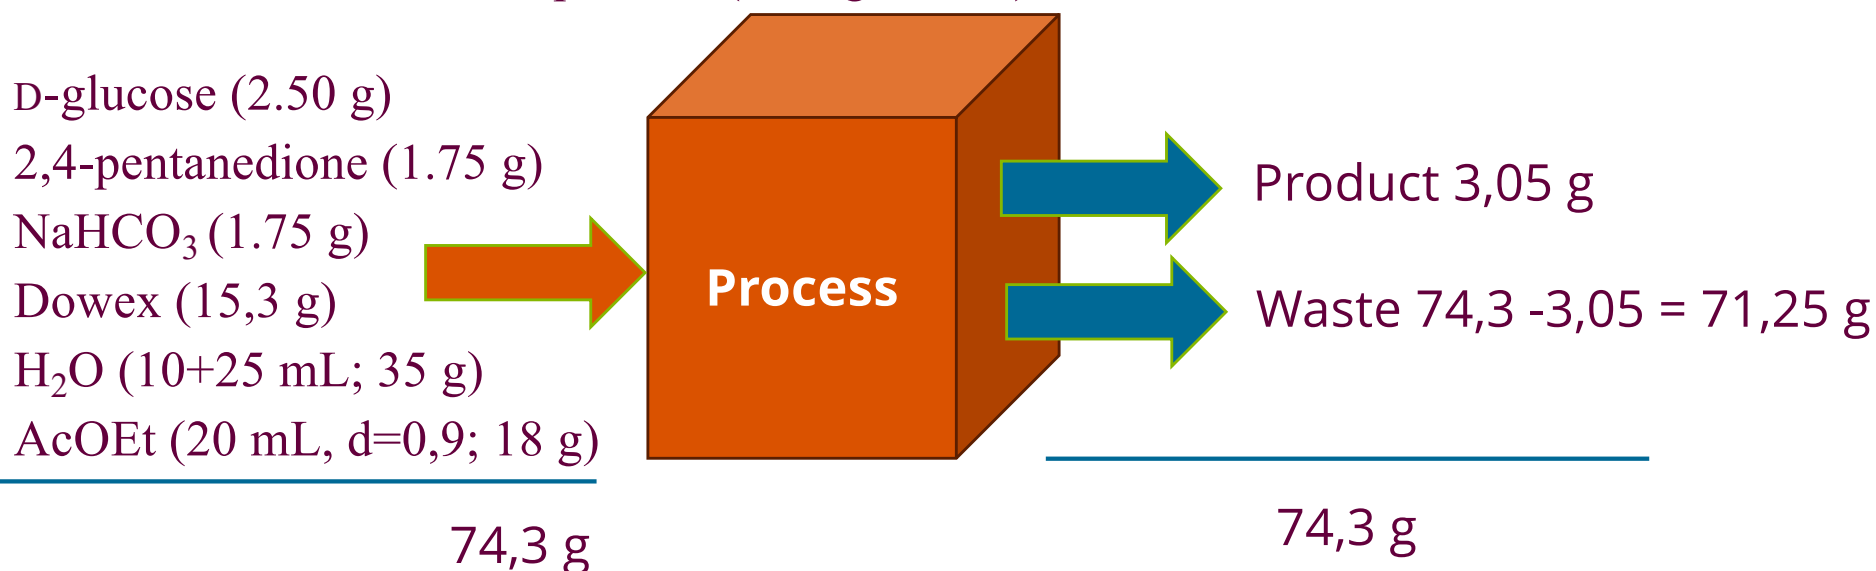 D-glucose (2.50 g)
2,4-pentanedione (1.75 g)
NaHCO₃ (1.75 g)
Dowex (15,3 g)
H₂O (10+25 mL; 35 g)
AcOEt (20 mL, d=0,9; 18 g)
74,3 g
Process
Product 3,05 g
Waste 74,3 -3,05 = 71,25 g
74,3 g